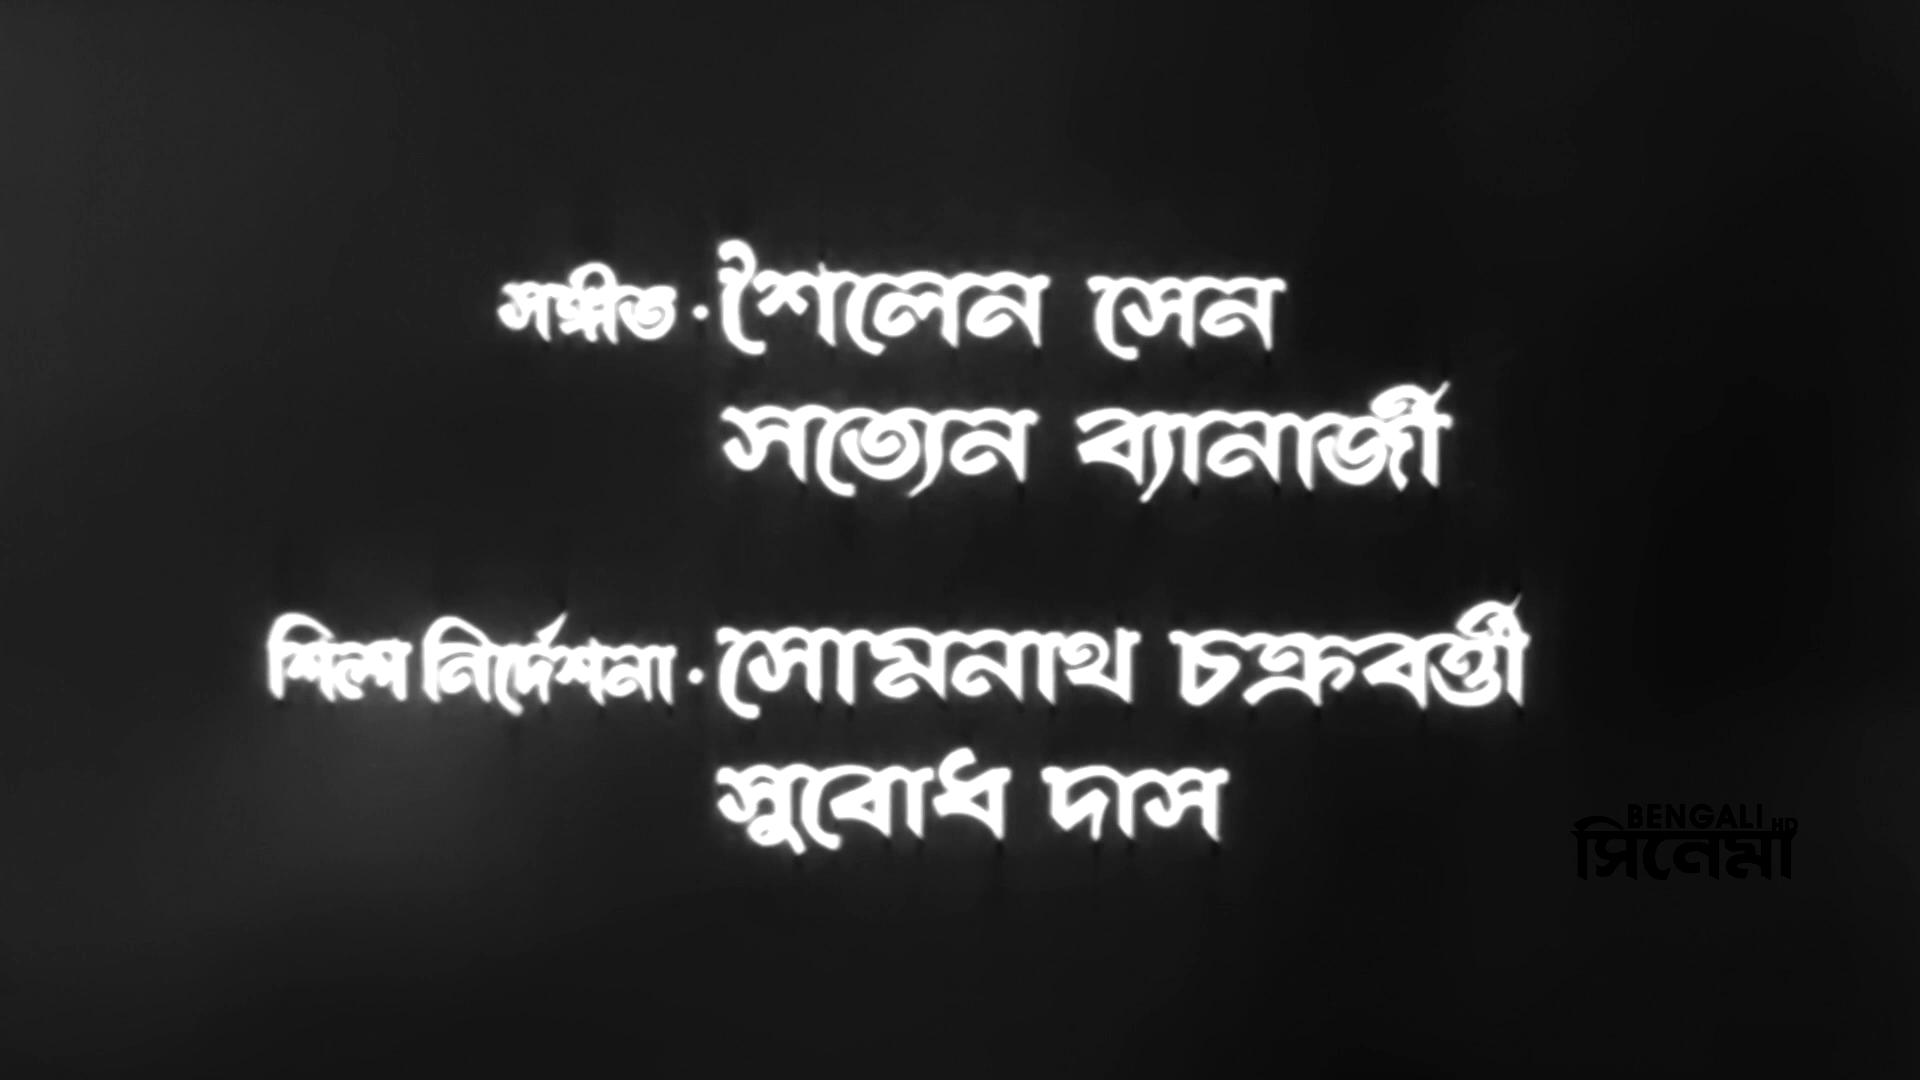 সঙ্গীত · শৈলেন সেন
সত্যেন ব্যানার্জী
শিল্প নির্দেশনা · সোমনাথ চক্রবর্ত্তী
সুবোধ দাস
BENGALI HD
সিনেমা